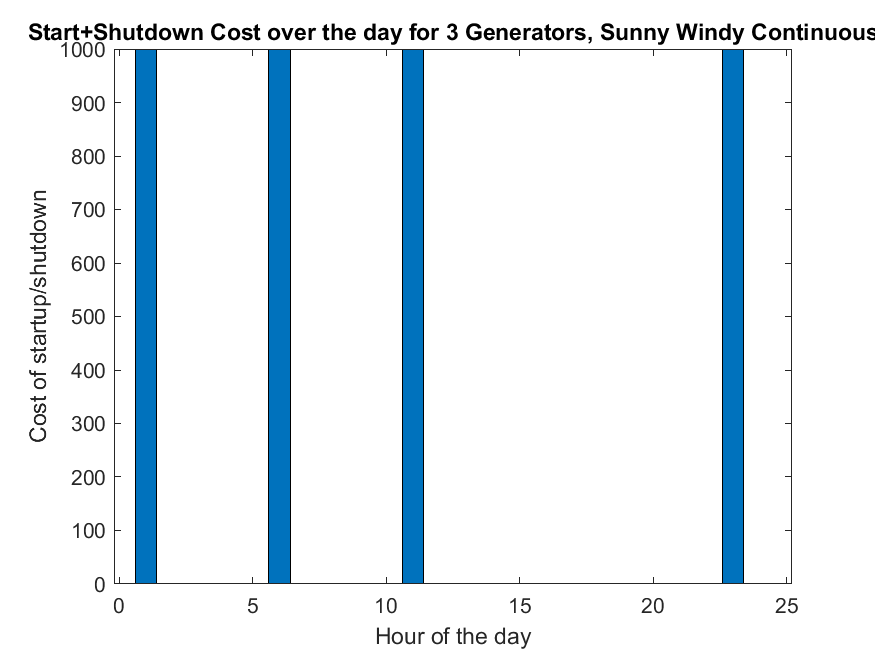 Start+Shutdown Cost over the day for 3 Generators, Sunny Windy Continuous
1000
900
800
700
600
500
400
300
200
100
0
Cost of startup/shutdown
0 5 10 15 20 25
Hour of the day